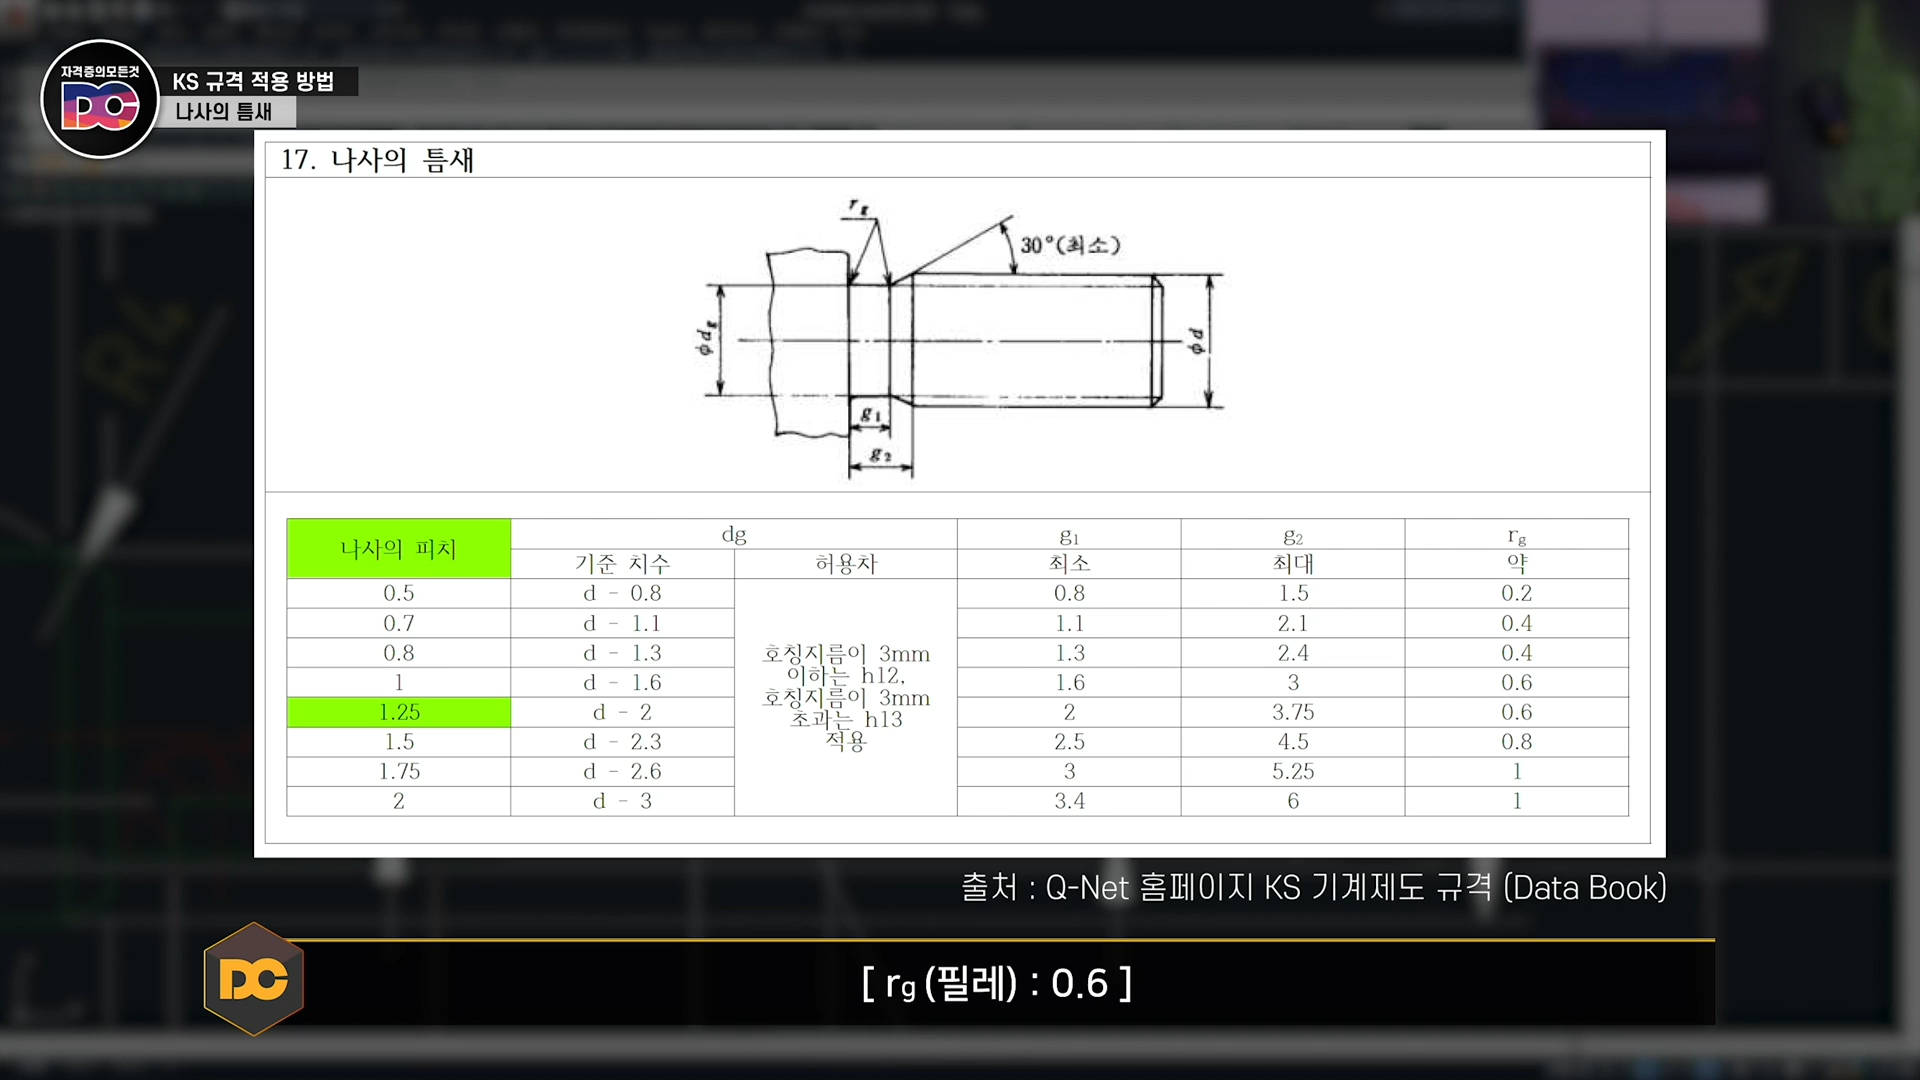 자격증의모든것
DC
KS 규격 적용 방법
나사의 틈새
17. 나사의 틈새
rg
30°(최소)
φdg
φd
g1
g2
나사의 피치 dg g₁ g₂ rg
기준 치수 허용차 최소 최대 약
0.5 d - 0.8 0.8 1.5 0.2
0.7 d - 1.1 1.1 2.1 0.4
0.8 d - 1.3 1.3 2.4 0.4
1 d - 1.6 1.6 3 0.6
1.25 d - 2 2 3.75 0.6
1.5 d - 2.3 2.5 4.5 0.8
1.75 d - 2.6 3 5.25 1
2 d - 3 3.4 6 1
호칭지름이 3mm
이하는 h12,
호칭지름이 3mm
초과는 h13
적용
출처 : Q-Net 홈페이지 KS 기계제도 규격 (Data Book)
DC
[ rg (필레) : 0.6 ]
R4